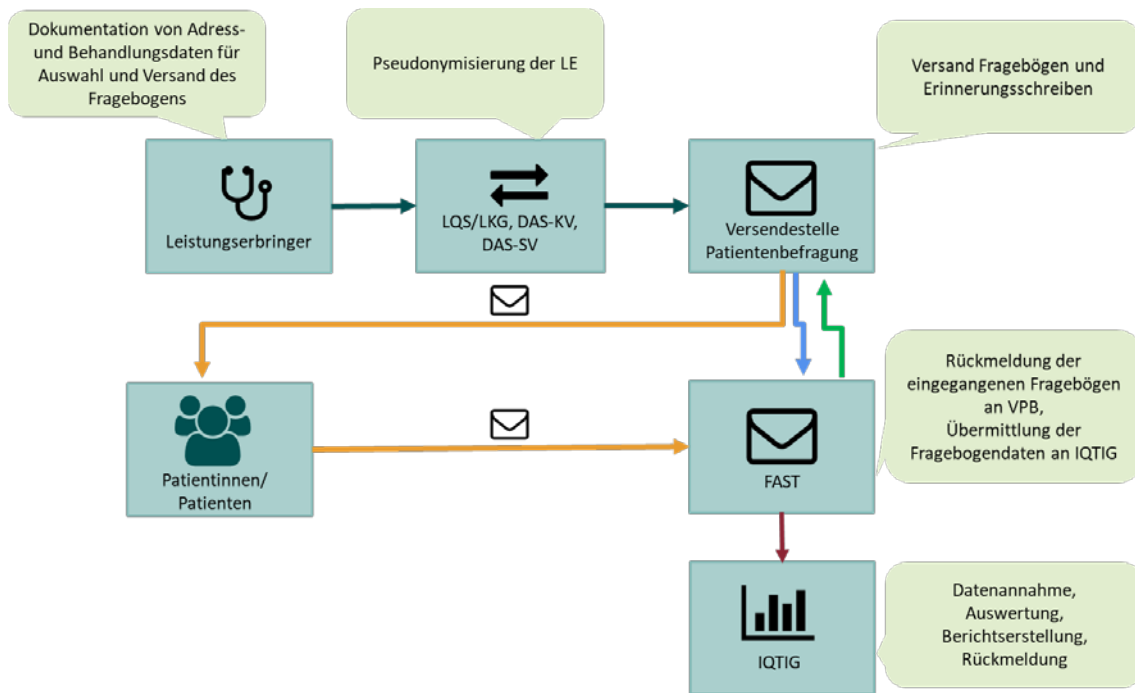 Dokumentation von Adress-
und Behandlungsdaten für
Auswahl und Versand des
Fragebogens
Pseudonymisierung der LE
Versand Fragebögen und
Erinnerungsschreiben
Leistungserbringer
LQS/LKG, DAS-KV,
DAS-SV
Versendestelle
Patientenbefragung
Patientinnen/
Patienten
FAST
Rückmeldung der
eingegangenen Fragebögen
an VPB,
Übermittlung der
Fragebogendaten an IQTIG
IQTIG
Datenannahme,
Auswertung,
Berichtserstellung,
Rückmeldung